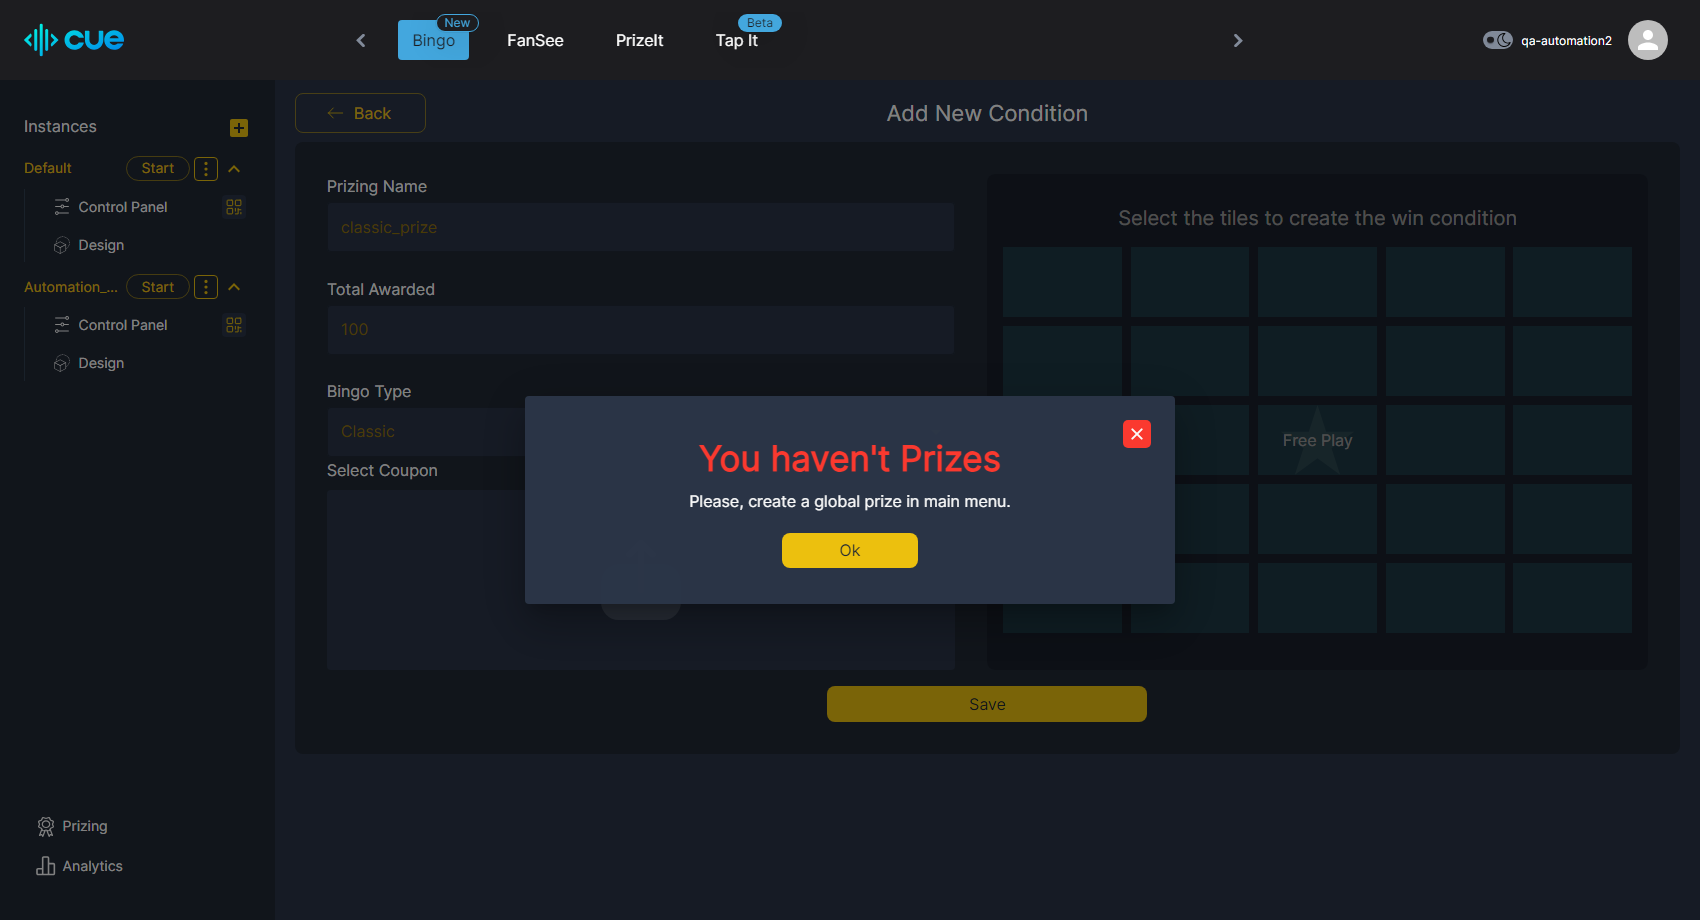 cue
Bingo
New
FanSee
PrizeIt
Tap It
Beta
qa-automation2
Instances
Default
Start
Control Panel
Design
Automation_...
Start
Control Panel
Design
Prizing
Analytics
Back
Add New Condition
Prizing Name
classic_prize
Total Awarded
100
Bingo Type
Classic
Select Coupon
Select the tiles to create the win condition
Free Play
You haven't Prizes
Please, create a global prize in main menu.
Ok
Save